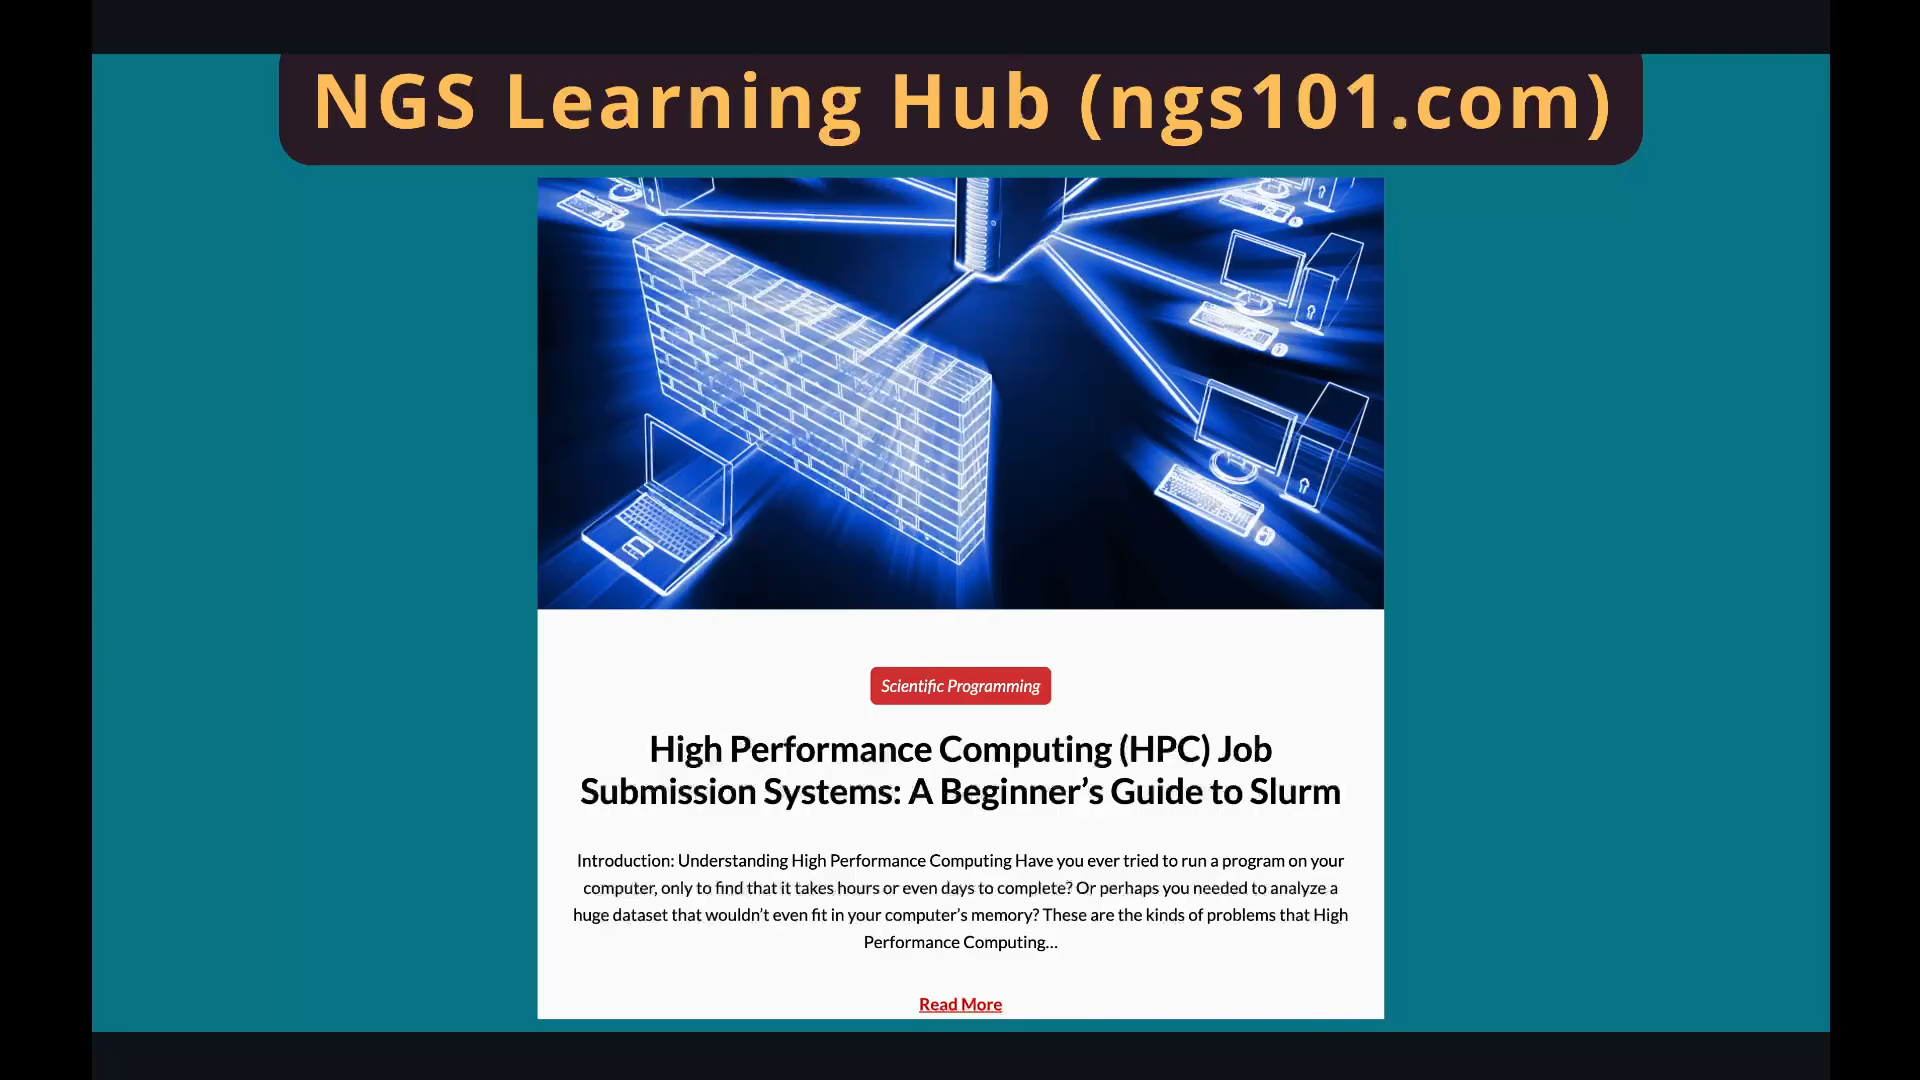 NGS Learning Hub (ngs101.com)
Scientific Programming
High Performance Computing (HPC) Job
Submission Systems: A Beginner’s Guide to Slurm
Introduction: Understanding High Performance Computing Have you ever tried to run a program on your
computer, only to find that it takes hours or even days to complete? Or perhaps you needed to analyze a
huge dataset that wouldn’t even fit in your computer’s memory? These are the kinds of problems that High
Performance Computing…
Read More